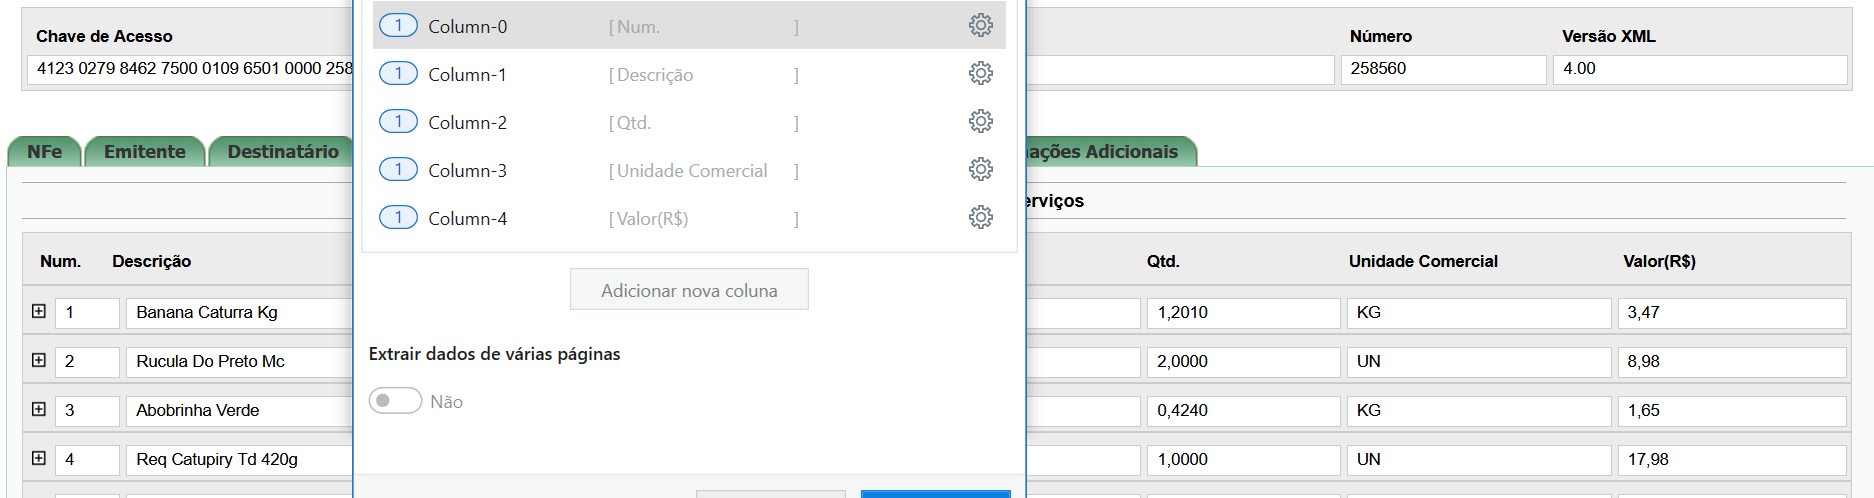 Chave de Acesso
4123 0279 8462 7500 0109 6501 0000 258
Número
258560
Versão XML
4.00
NFe
Emitente
Destinatário
ações Adicionais
erviços
1 Column-0 [Num. ]
1 Column-1 [Descrição ]
1 Column-2 [Qtd. ]
1 Column-3 [Unidade Comercial ]
1 Column-4 [Valor(R$) ]
Adicionar nova coluna
Extrair dados de várias páginas
Não
Num. Descrição Qtd. Unidade Comercial Valor(R$)
1 Banana Caturra Kg 1,2010 KG 3,47
2 Rucula Do Preto Mc 2,0000 UN 8,98
3 Abobrinha Verde 0,4240 KG 1,65
4 Req Catupiry Td 420g 1,0000 UN 17,98